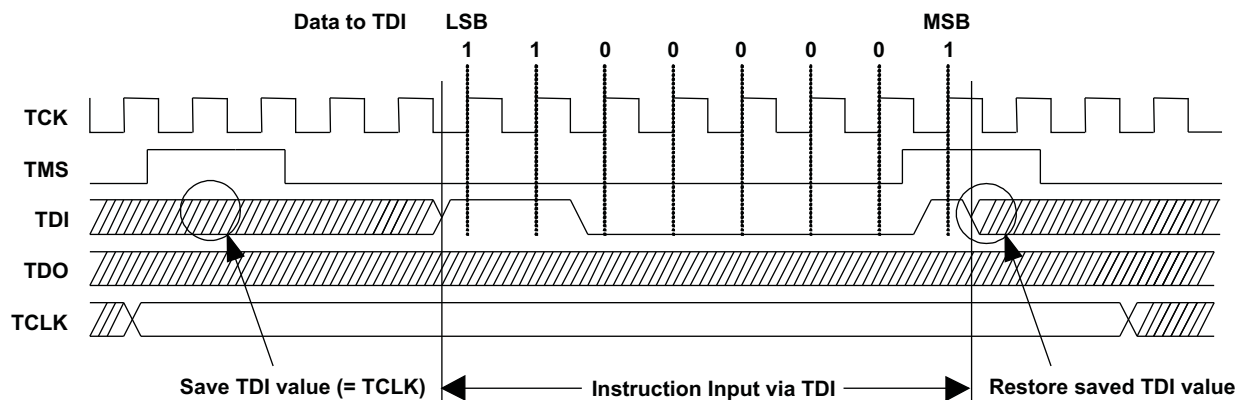 Data to TDI LSB MSB
1 1 0 0 0 0 0 1
TCK
TMS
TDI
TDO
TCLK
Save TDI value (= TCLK) Instruction Input via TDI Restore saved TDI value